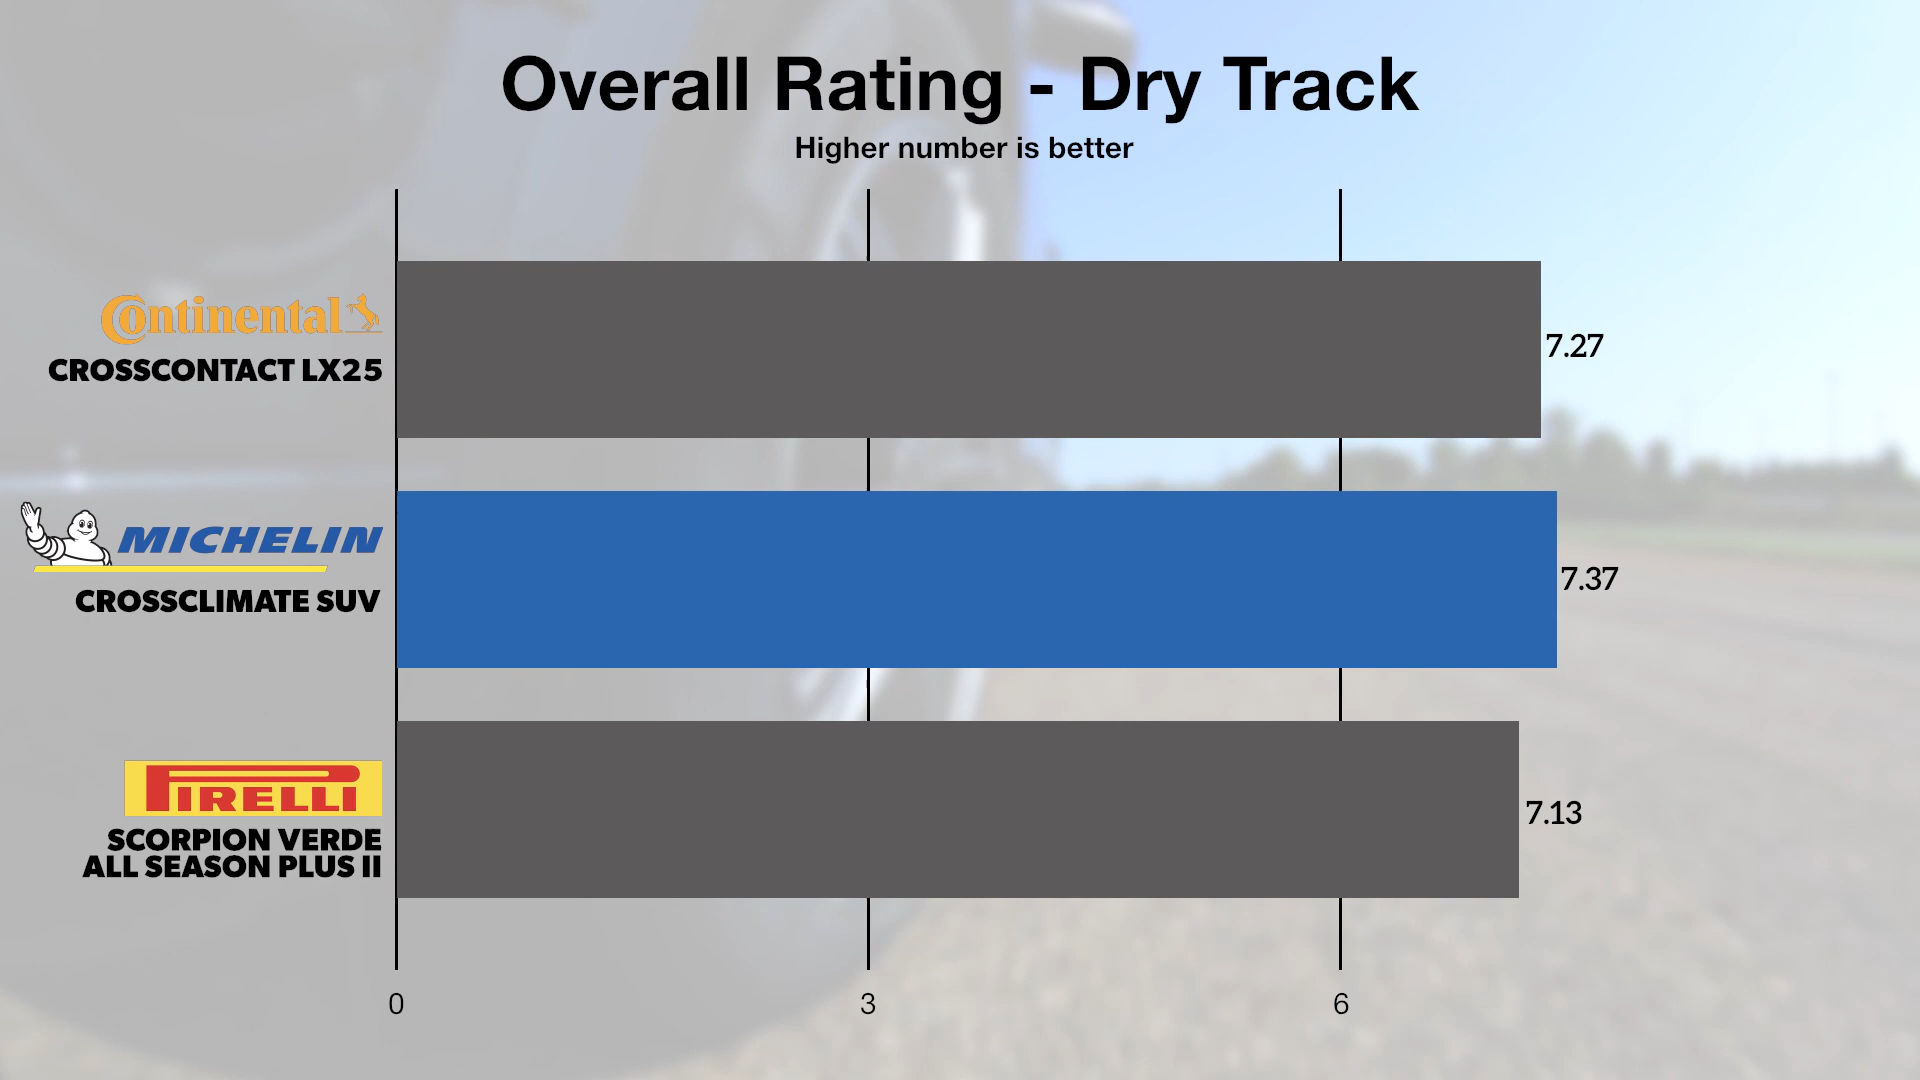 Overall Rating - Dry Track
Higher number is better
Continental
CROSSCONTACT LX25
7.27
MICHELIN
CROSSCLIMATE SUV
7.37
PIRELLI
SCORPION VERDE
ALL SEASON PLUS II
7.13
0 3 6